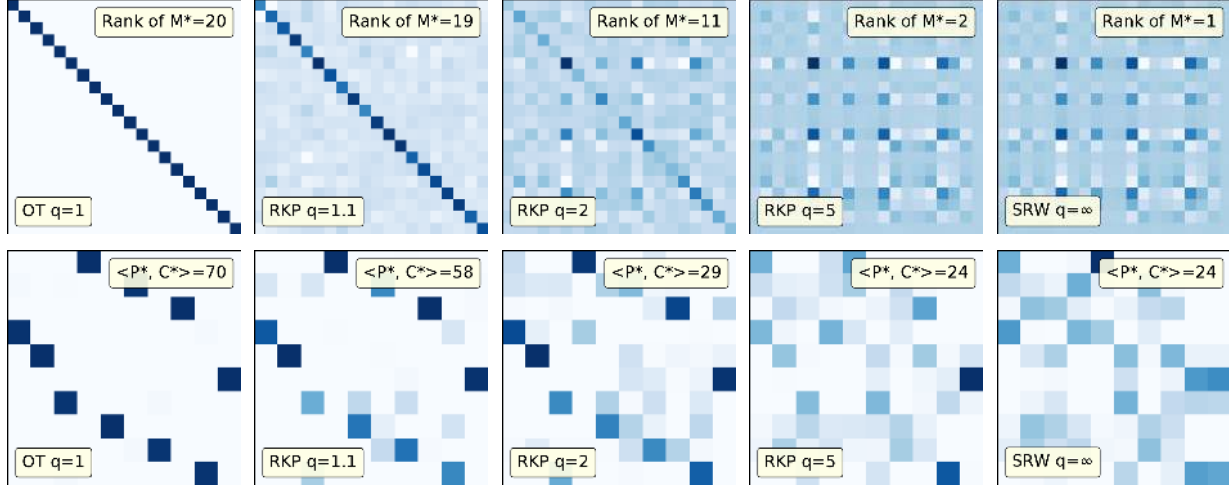 Rank of M*=20
Rank of M*=19
Rank of M*=11
Rank of M*=2
Rank of M*=1
OT q=1
RKP q=1.1
RKP q=2
RKP q=5
SRW q=∞
<P*, C*>=70
<P*, C*>=58
<P*, C*>=29
<P*, C*>=24
<P*, C*>=24
OT q=1
RKP q=1.1
RKP q=2
RKP q=5
SRW q=∞